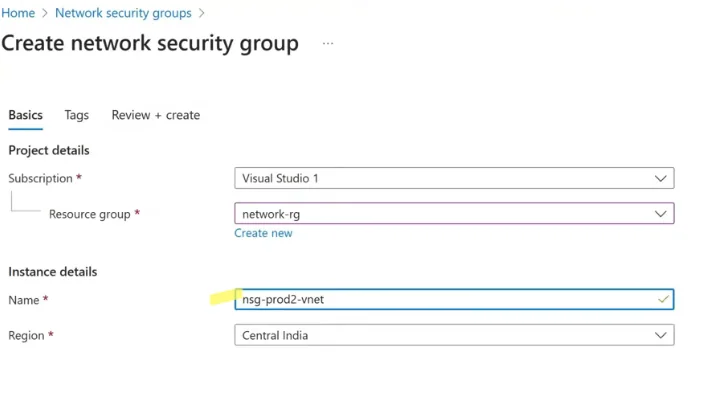 Home > Network security groups >
Create network security group ...
Basics Tags Review + create
Project details
Subscription * Visual Studio 1
Resource group * network-rg
Create new
Instance details
Name * nsg-prod2-vnet
Region * Central India